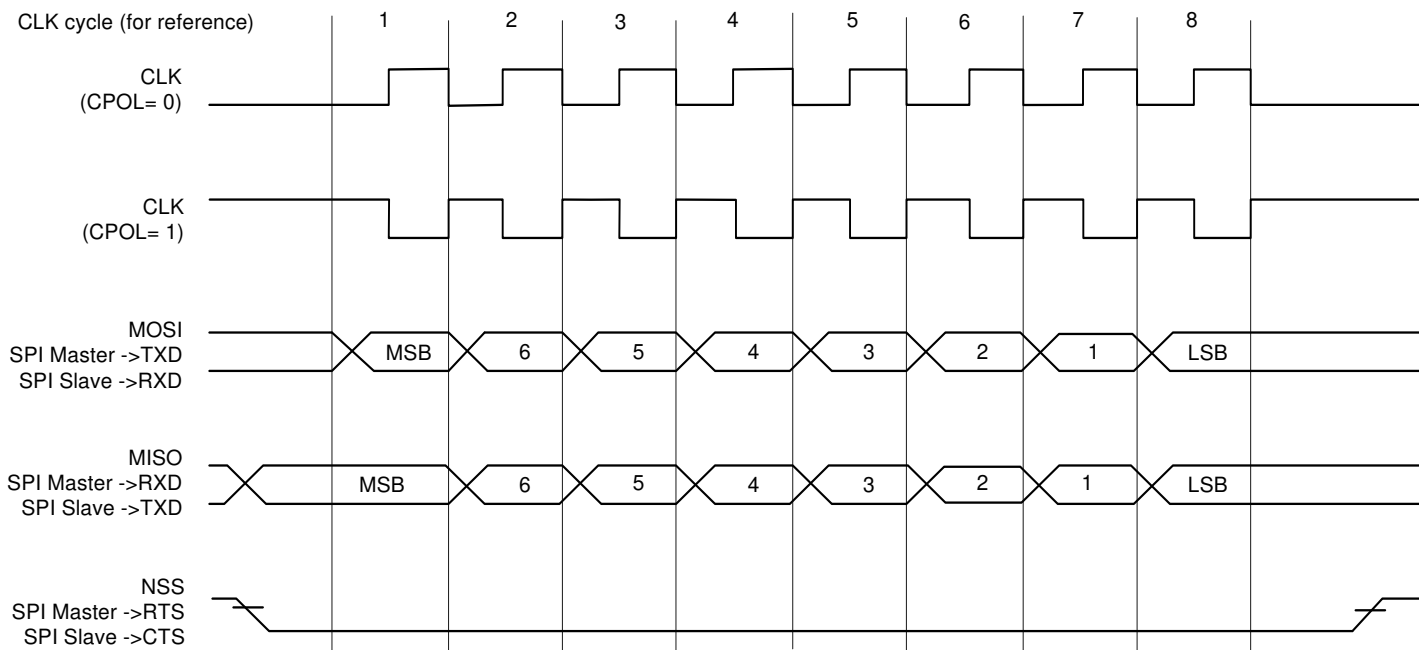 CLK cycle (for reference) 1 2 3 4 5 6 7 8
CLK
(CPOL= 0)
CLK
(CPOL= 1)
MOSI
SPI Master ->TXD MSB 6 5 4 3 2 1 LSB
SPI Slave ->RXD
MISO
SPI Master ->RXD MSB 6 5 4 3 2 1 LSB
SPI Slave ->TXD
NSS
SPI Master ->RTS
SPI Slave ->CTS